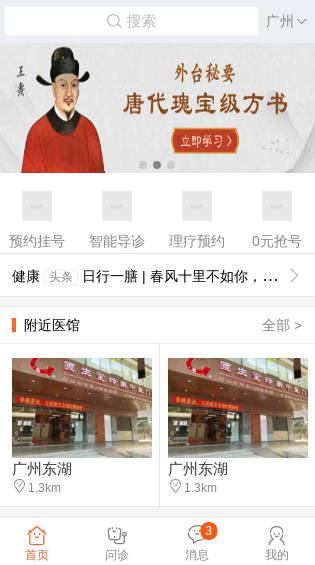 搜索
广州
王焘
外台秘要
唐代瑰宝级方书
立即学习 >
预约挂号
智能导诊
理疗预约
0元抢号
健康 头条 日行一膳 | 春风十里不如你，...
附近医馆
全部 >
广州东湖
1.3km
广州东湖
1.3km
首页
问诊
消息
3
我的